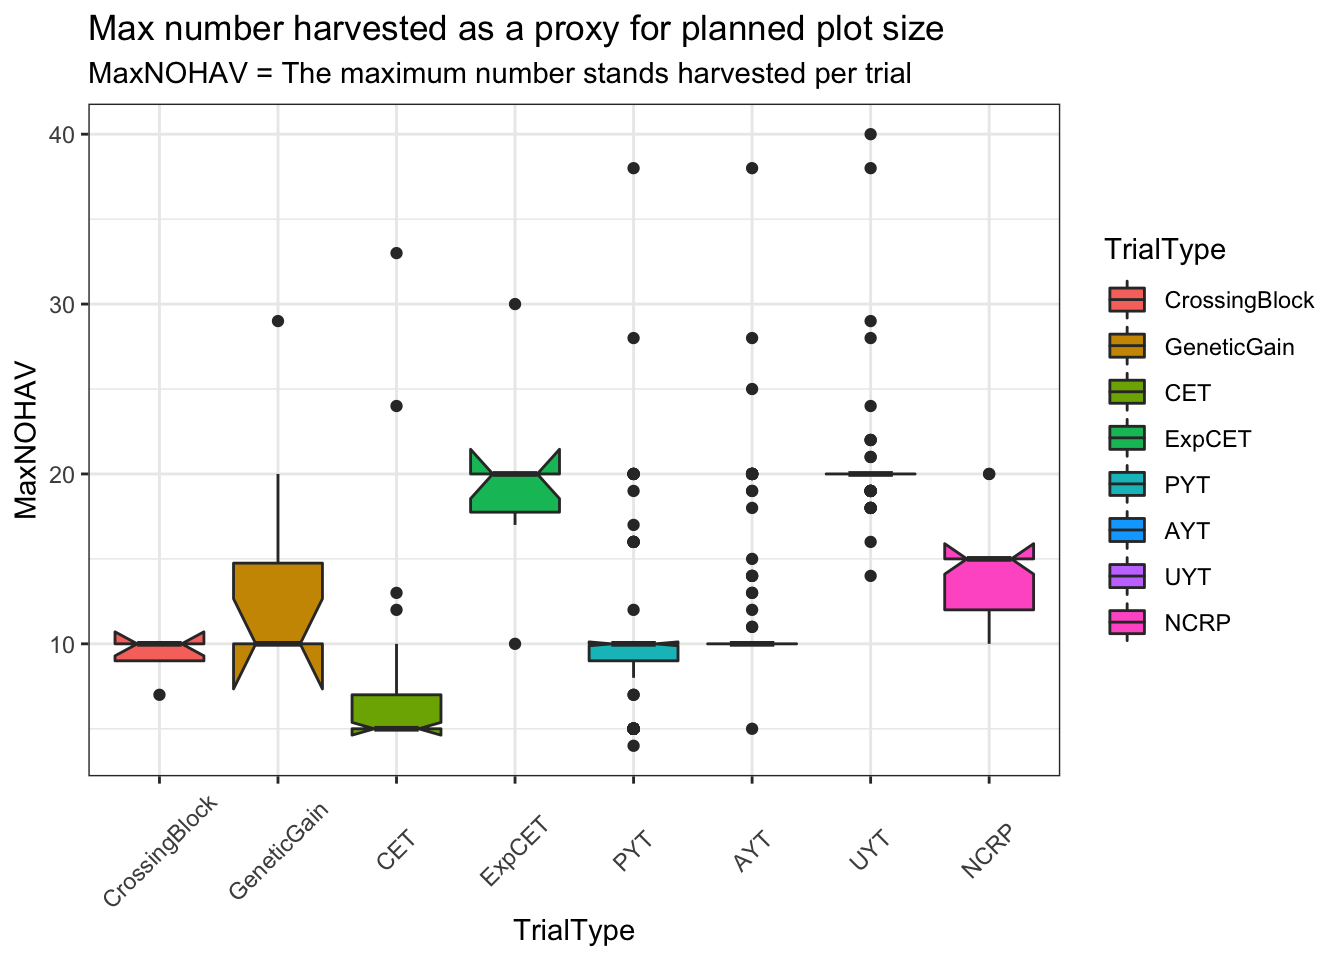 Max number harvested as a proxy for planned plot size
MaxNOHAV = The maximum number stands harvested per trial
MaxNOHAV
40
30
20
10
CrossingBlock
GeneticGain
CET
ExpCET
PYT
AYT
UYT
NCRP
TrialType
TrialType
CrossingBlock
GeneticGain
CET
ExpCET
PYT
AYT
UYT
NCRP